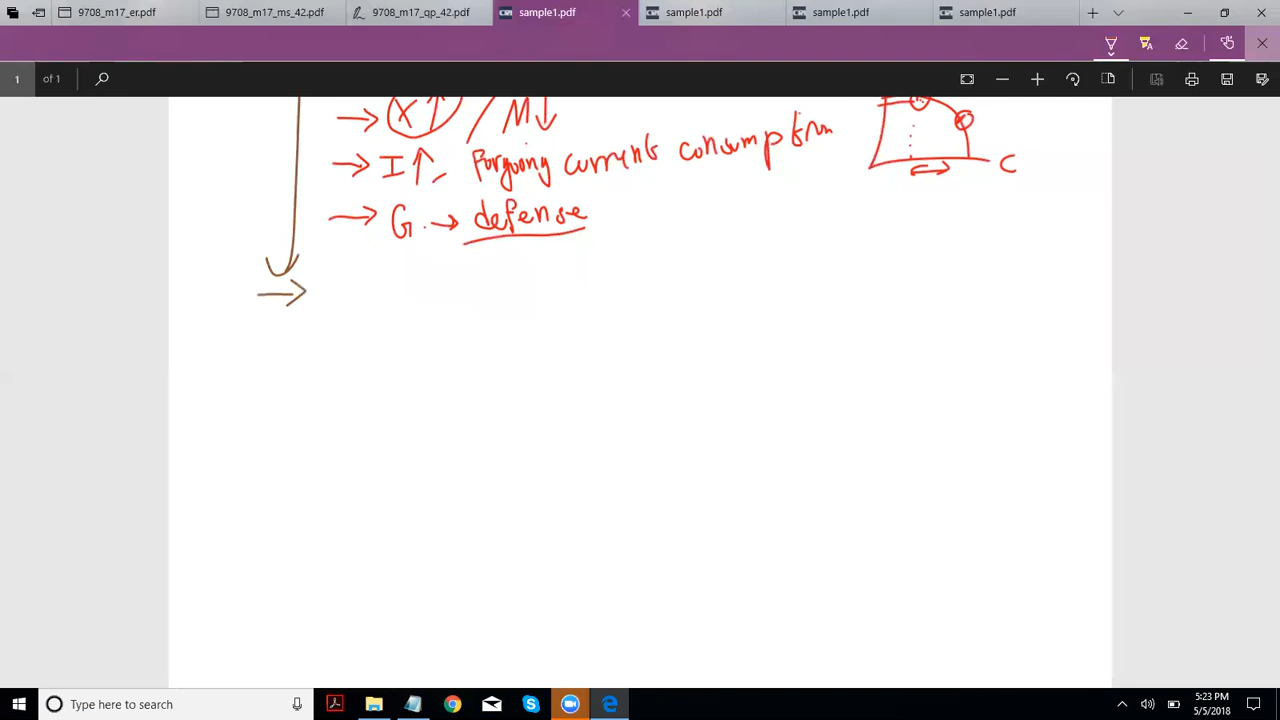 9708_m17_er.pdf 9708_m17_ms_42.pdf 9708_m17_qp_42.pdf sample1.pdf sample1.pdf sample1.pdf sample1.pdf
1 of 1
→ X↑ / M↓
→ I↑, Forgoing current consumption
C
→ G. → defense
→
Type here to search
5:23 PM
5/5/2018